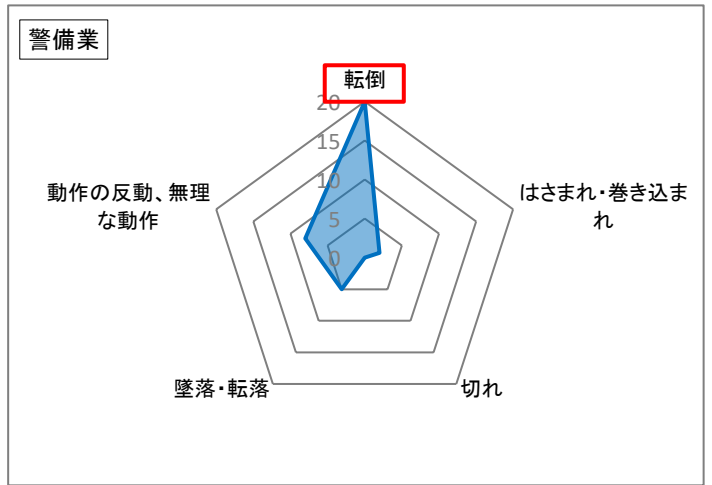 警備業
転倒
20
15
10
5
0
はさまれ・巻き込ま
れ
動作の反動、無理
な動作
墜落・転落
切れ